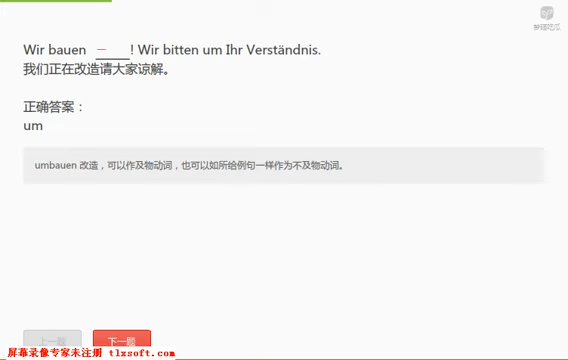 Wir bauen _ ! Wir bitten um Ihr Verständnis.
我们正在改造请大家谅解。
正确答案：
um
umbauen 改造，可以作及物动词，也可以如所给例句一样作为不及物动词。
上一题 下一题
屏幕录像专家未注册 tlxsoft.com